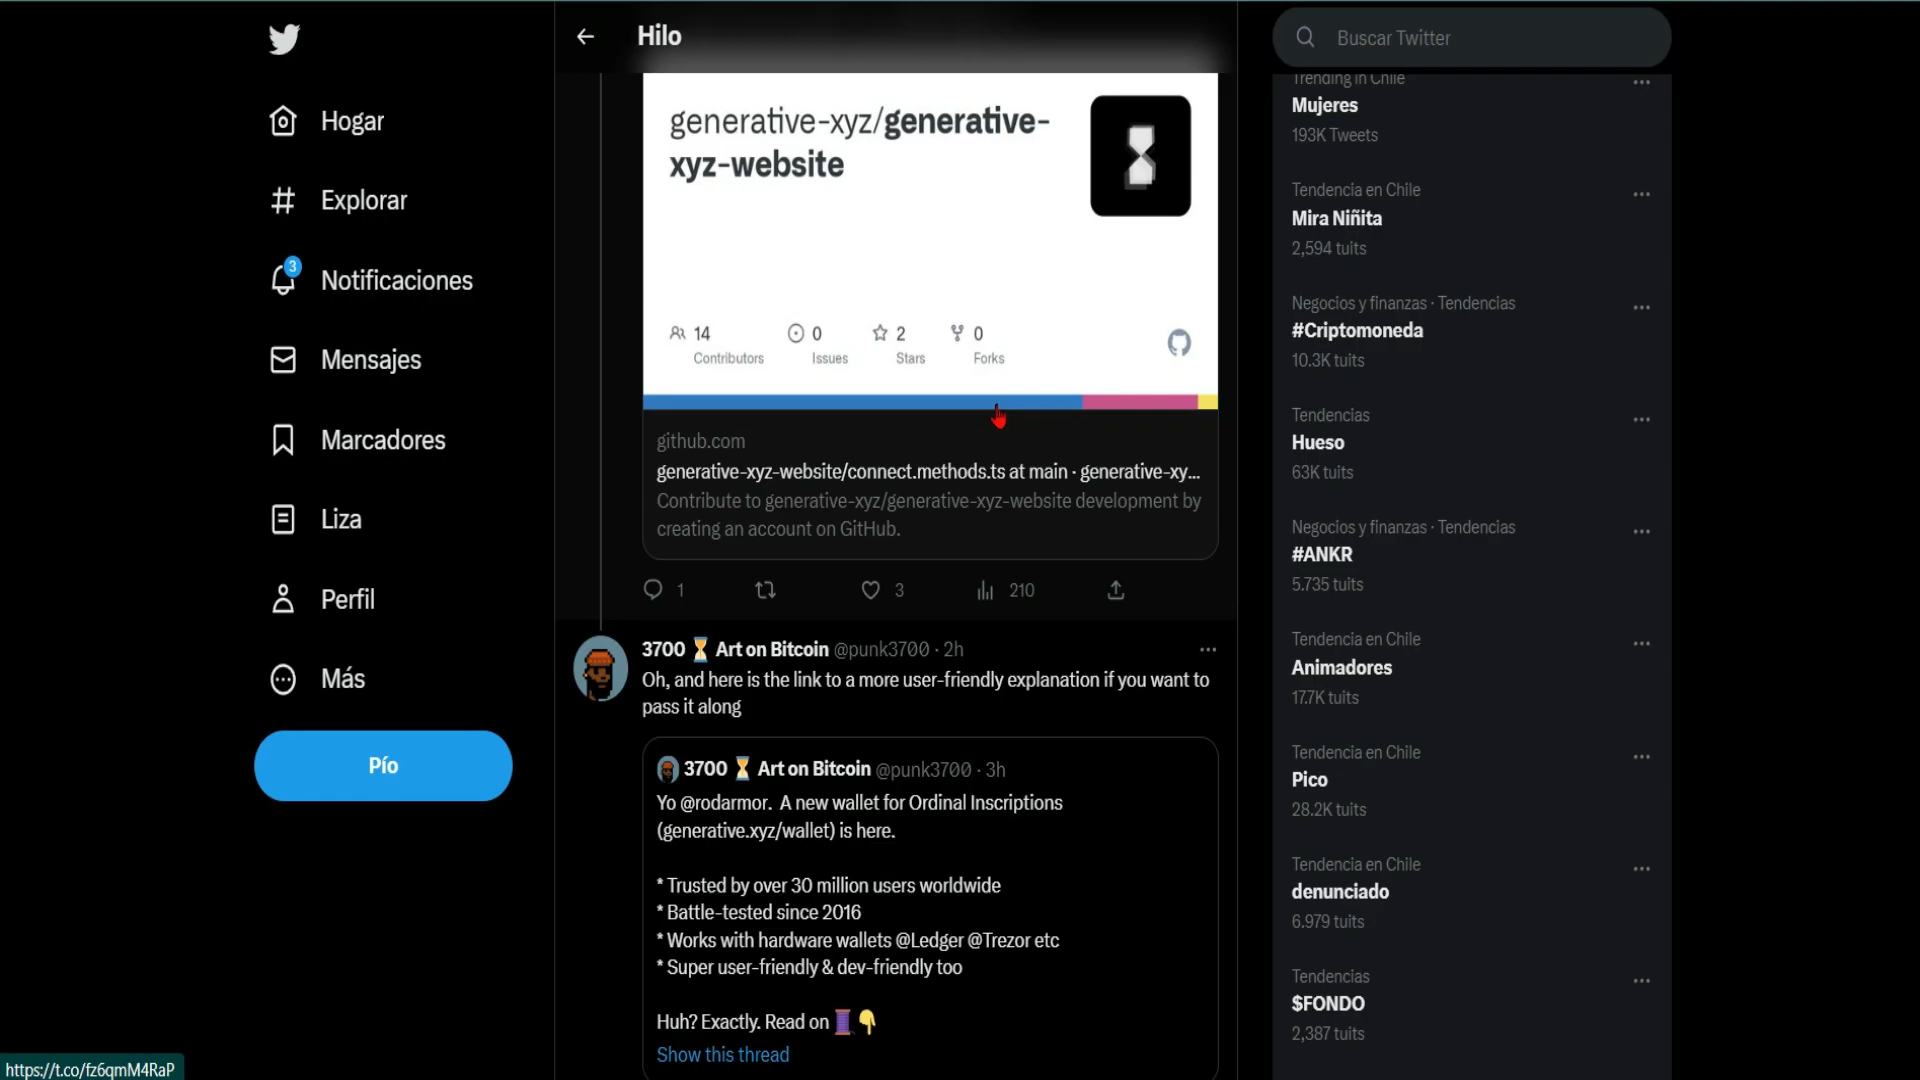 Hogar
Explorar
3
Notificaciones
Mensajes
Marcadores
Liza
Perfil
Más
Pío
https://t.co/fz6qmM4RaP
Hilo
generative-xyz/generative-
xyz-website
14
Contributors
0
Issues
2
Stars
0
Forks
github.com
generative-xyz-website/connect.methods.ts at main · generative-xy...
Contribute to generative-xyz/generative-xyz-website development by
creating an account on GitHub.
1
3
210
3700 ⏳ Art on Bitcoin @punk3700 · 2h
Oh, and here is the link to a more user-friendly explanation if you want to
pass it along
3700 ⏳ Art on Bitcoin @punk3700 · 3h
Yo @rodarmor. A new wallet for Ordinal Inscriptions
(generative.xyz/wallet) is here.
* Trusted by over 30 million users worldwide
* Battle-tested since 2016
* Works with hardware wallets @Ledger @Trezor etc
* Super user-friendly & dev-friendly too
Huh? Exactly. Read on 🧵👇
Show this thread
Buscar Twitter
Trending in Chile
Mujeres
193K Tweets
Tendencia en Chile
Mira Niñita
2,594 tuits
Negocios y finanzas · Tendencias
#Criptomoneda
10.3K tuits
Tendencias
Hueso
63K tuits
Negocios y finanzas · Tendencias
#ANKR
5.735 tuits
Tendencia en Chile
Animadores
17.7K tuits
Tendencia en Chile
Pico
28.2K tuits
Tendencia en Chile
denunciado
6.979 tuits
Tendencias
$FONDO
2,387 tuits